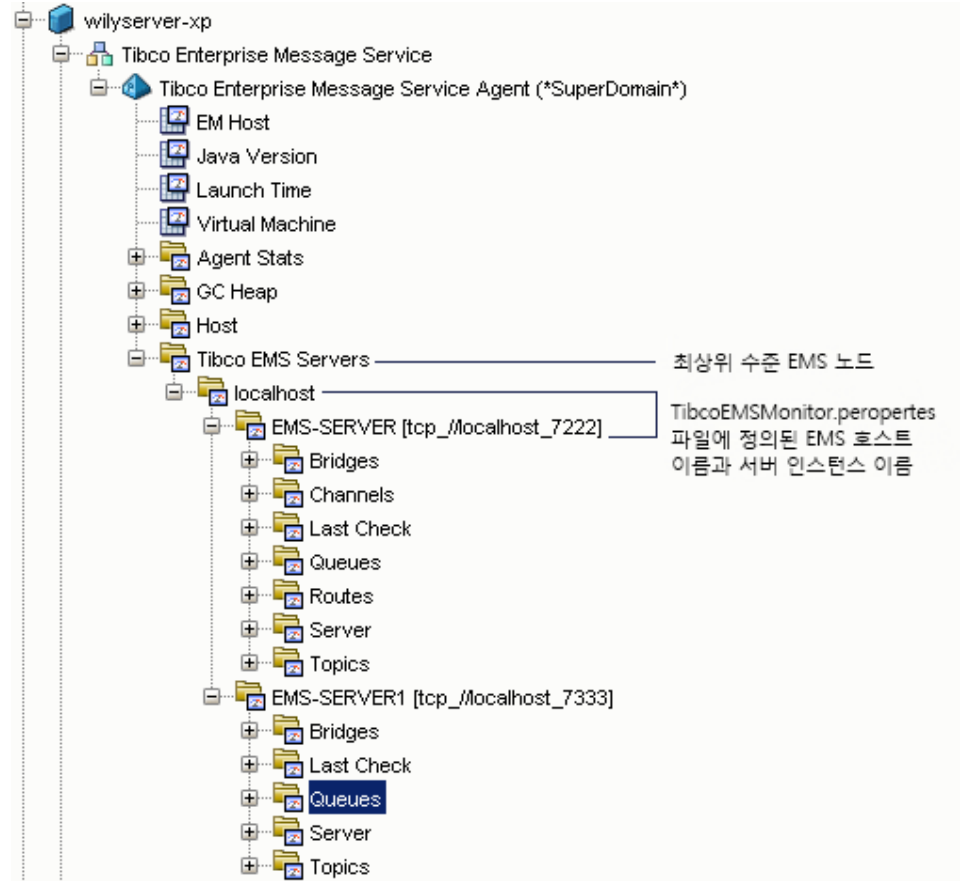 wilyserver-xp
Tibco Enterprise Message Service
Tibco Enterprise Message Service Agent (*SuperDomain*)
EM Host
Java Version
Launch Time
Virtual Machine
Agent Stats
GC Heap
Host
Tibco EMS Servers
최상위 수준 EMS 노드
localhost
TibcoEMSMonitor.peropertes
파일에 정의된 EMS 호스트
이름과 서버 인스턴스 이름
EMS-SERVER [tcp_//localhost_7222]
Bridges
Channels
Last Check
Queues
Routes
Server
Topics
EMS-SERVER1 [tcp_//localhost_7333]
Bridges
Last Check
Queues
Server
Topics